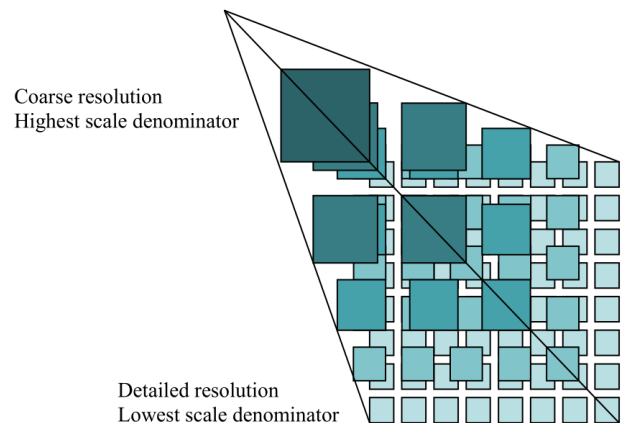 Coarse resolution
Highest scale denominator
Detailed resolution
Lowest scale denominator